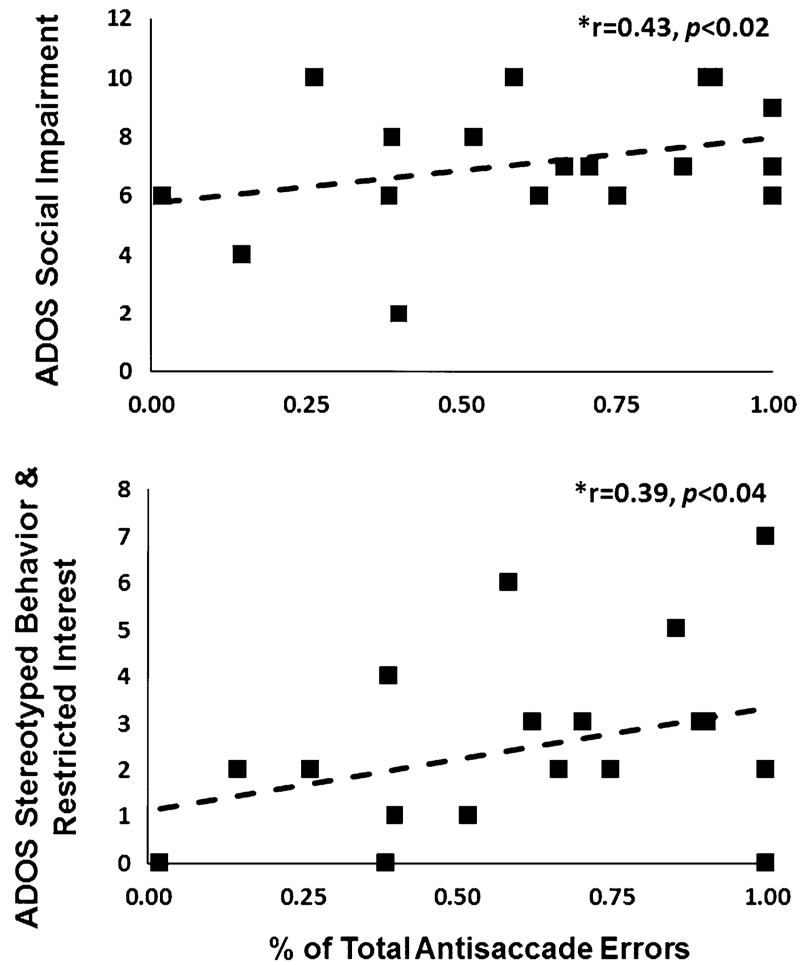 ADOS Social Impairment
*r=0.43, p<0.02
12
10
8
6
4
2
0
0.00 0.25 0.50 0.75 1.00
ADOS Stereotyped Behavior &
Restricted Interest
*r=0.39, p<0.04
8
7
6
5
4
3
2
1
0
0.00 0.25 0.50 0.75 1.00
% of Total Antisaccade Errors